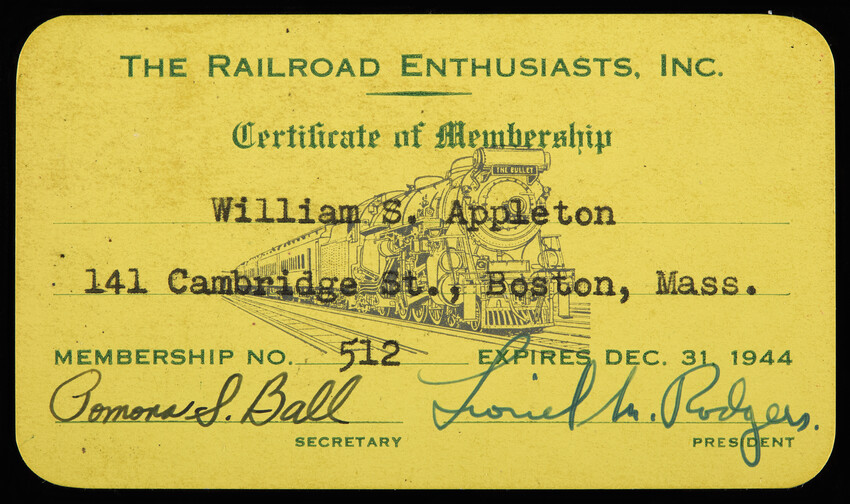 THE RAILROAD ENTHUSIASTS, INC.
Certificate of Membership
THE BULLET
William S. Appleton
141 Cambridge St., Boston, Mass.
MEMBERSHIP NO. 512 EXPIRES DEC. 31, 1944
Pomona S. Ball Lionel M. Rodgers.
SECRETARY PRESIDENT